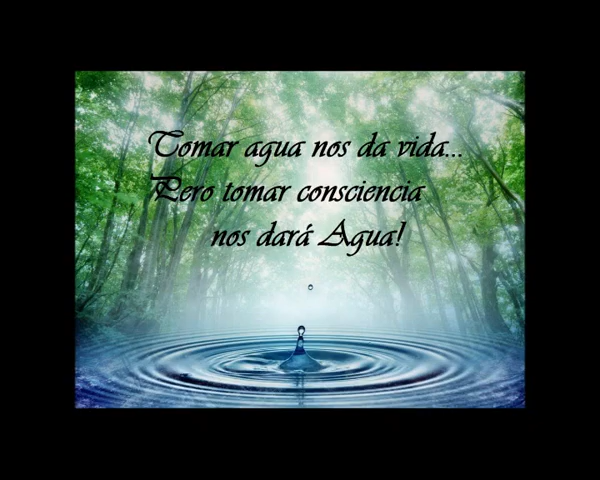 Tomar agua nos da vida...
Pero tomar consciencia
nos dará Agua!